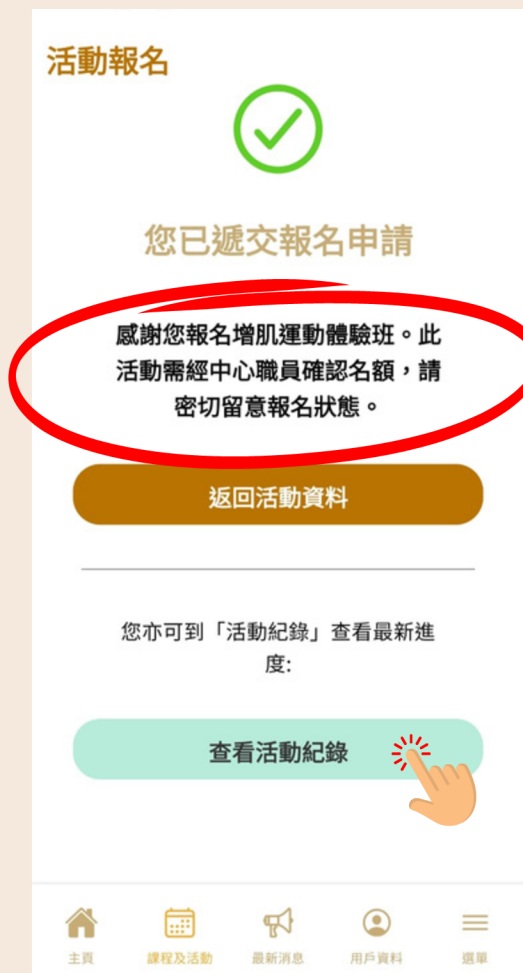 活動報名
您已遞交報名申請
感謝您報名增肌運動體驗班。此
活動需經中心職員確認名額，請
密切留意報名狀態。
返回活動資料
您亦可到「活動紀錄」查看最新進
度:
查看活動紀錄
主頁
課程及活動
最新消息
用戶資料
選單